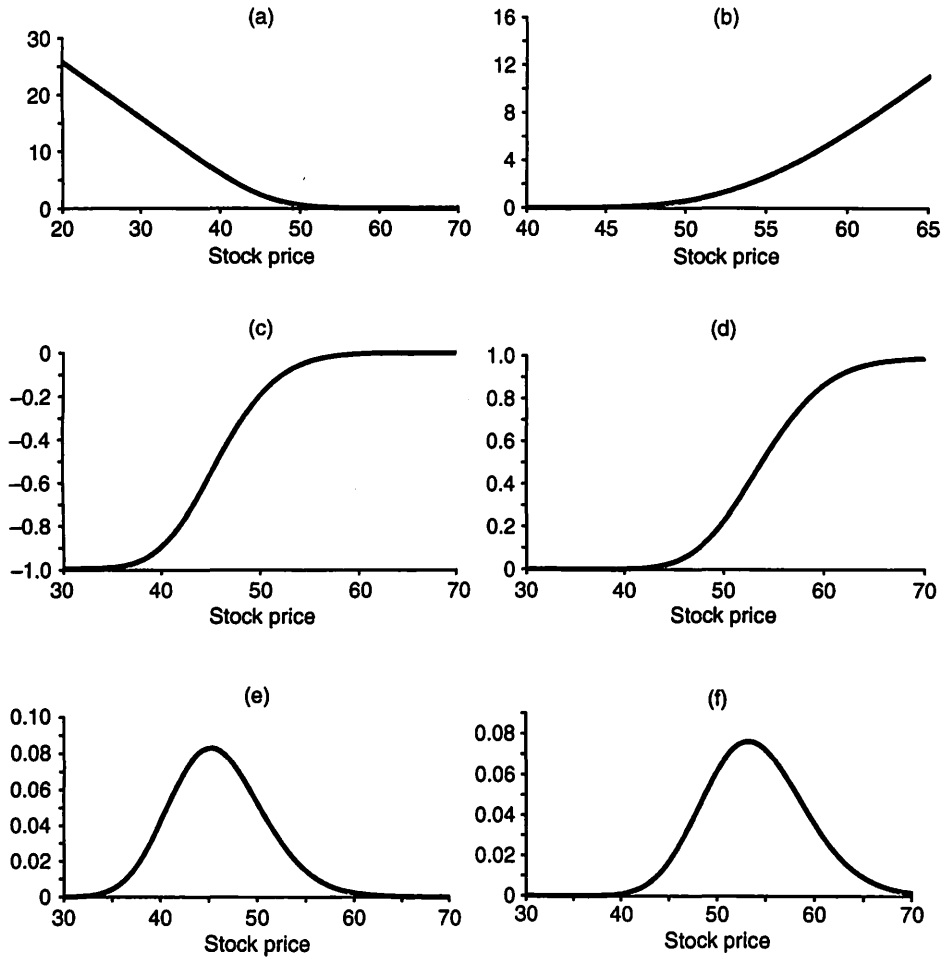 (a)
30
20
10
0
20 30 40 50 60 70
Stock price
(b)
16
12
8
4
0
40 45 50 55 60 65
Stock price
(c)
0
–0.2
–0.4
–0.6
–0.8
–1.0
30 40 50 60 70
Stock price
(d)
1.0
0.8
0.6
0.4
0.2
0
30 40 50 60 70
Stock price
(e)
0.10
0.08
0.06
0.04
0.02
0
30 40 50 60 70
Stock price
(f)
0.08
0.06
0.04
0.02
0
30 40 50 60 70
Stock price